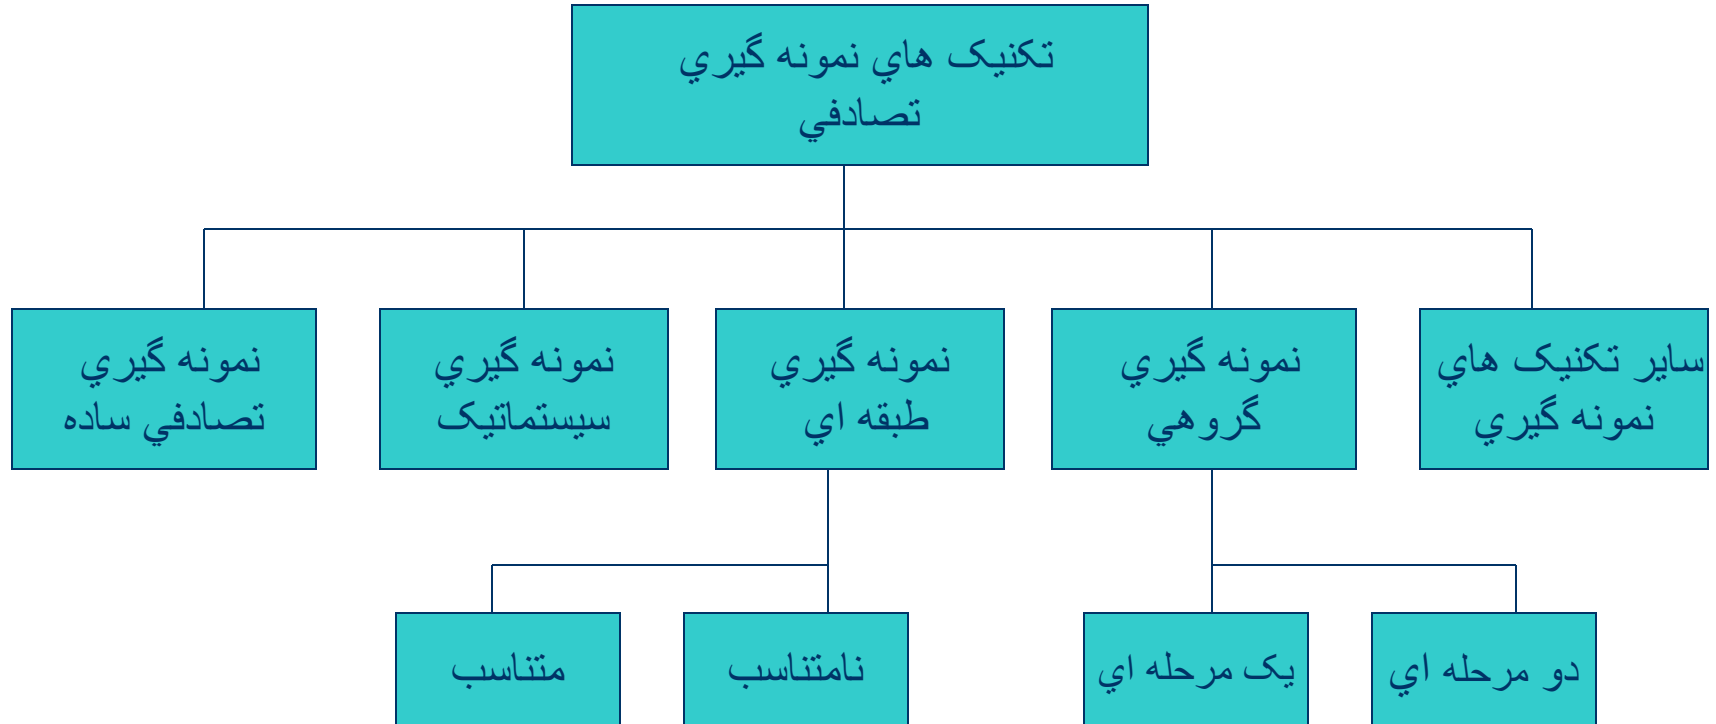 تکنيک هاي نمونه گيري
تصادفي
نمونه گيري
تصادفي ساده
نمونه گيري
سيستماتيک
نمونه گيري
طبقه اي
نمونه گيري
گروهي
ساير تکنيک هاي
نمونه گيري
متناسب
نامتناسب
يک مرحله اي
دو مرحله اي